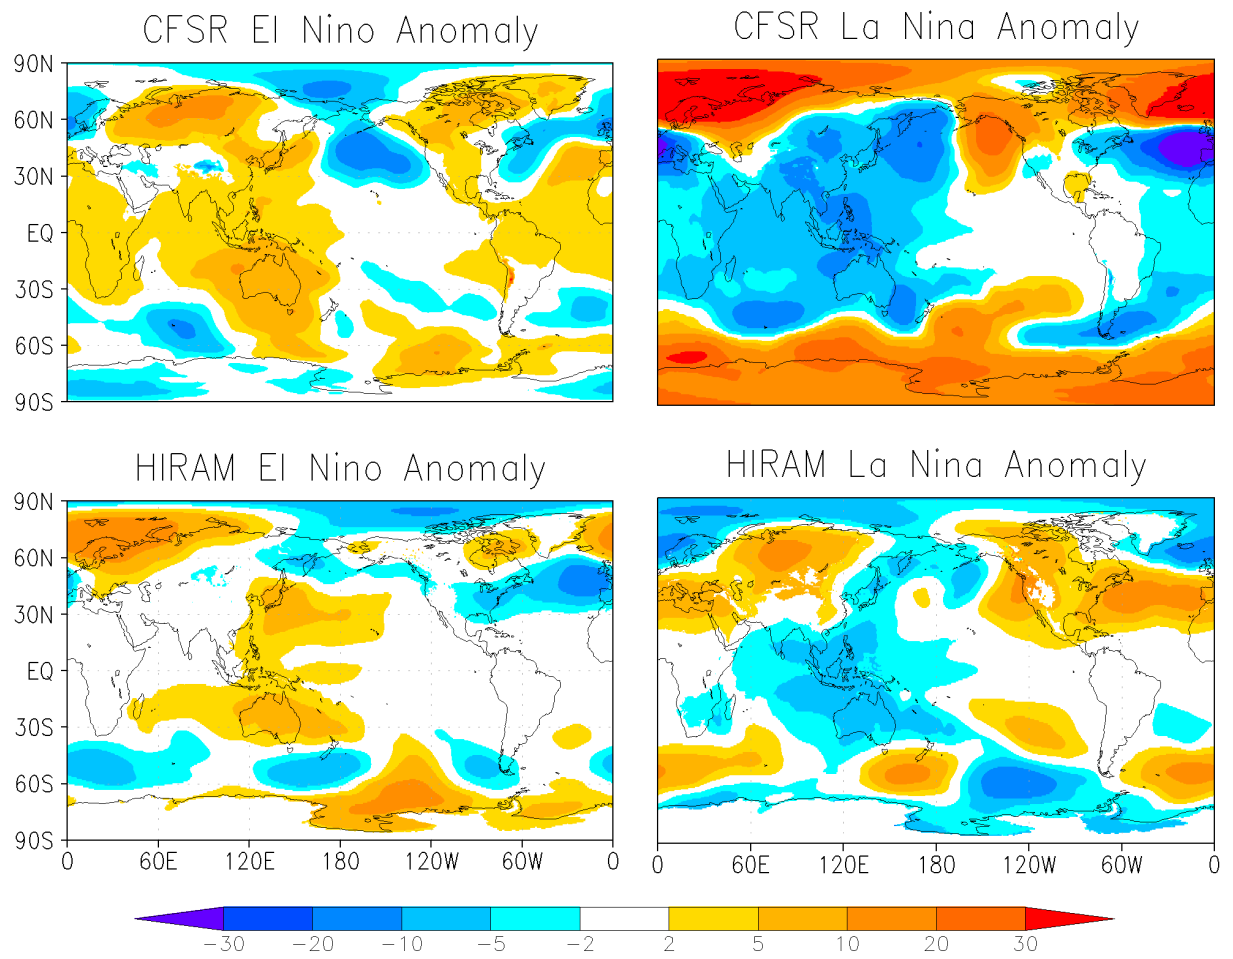 CFSR El Nino Anomaly
CFSR La Nina Anomaly
90N
60N
30N
EQ
30S
60S
90S
HIRAM El Nino Anomaly
HIRAM La Nina Anomaly
90N
60N
30N
EQ
30S
60S
90S
0 60E 120E 180 120W 60W 0
0 60E 120E 180 120W 60W 0
-30 -20 -10 -5 -2 2 5 10 20 30